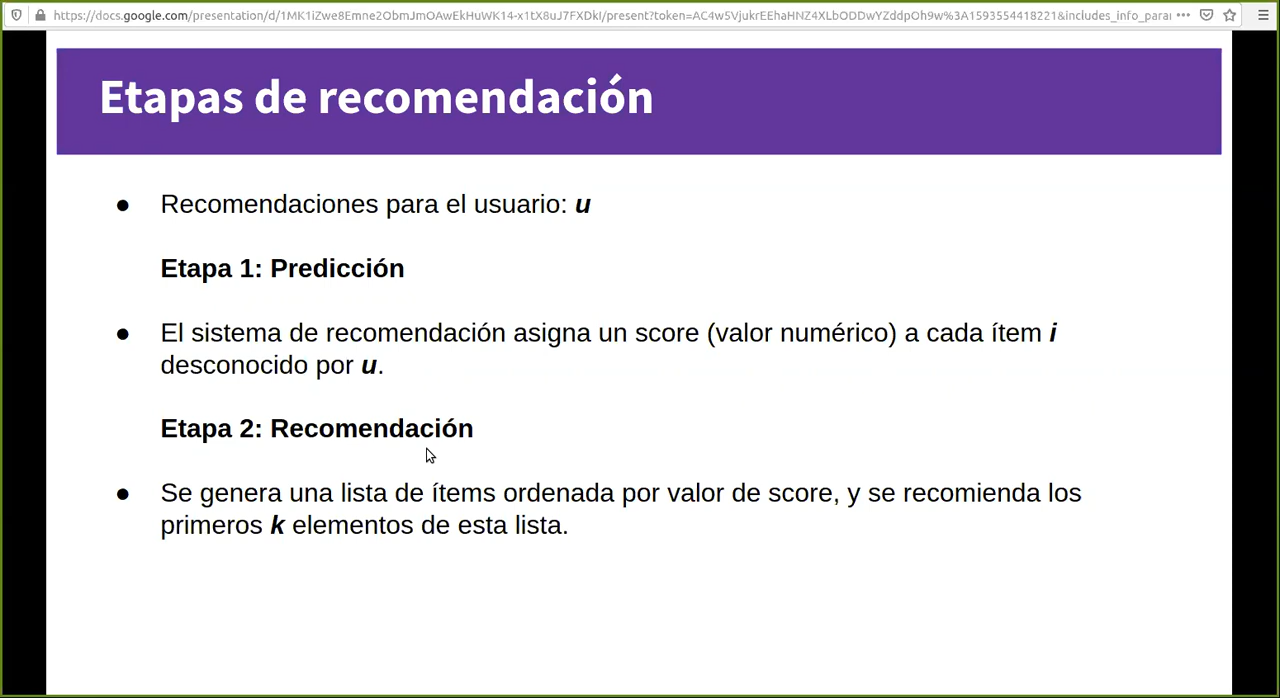 https://docs.google.com/presentation/d/1MK1iZwe8Emne2ObmJmOAwEkHuWK14-x1tX8uJ7FXDkI/present?token=AC4w5VjukrEEhaHNZ4XLbODDwYZddpOh9w%3A1593554418221&includes_info_parar
Etapas de recomendación
● Recomendaciones para el usuario: u
Etapa 1: Predicción
● El sistema de recomendación asigna un score (valor numérico) a cada ítem i
desconocido por u.
Etapa 2: Recomendación
● Se genera una lista de ítems ordenada por valor de score, y se recomienda los
primeros k elementos de esta lista.